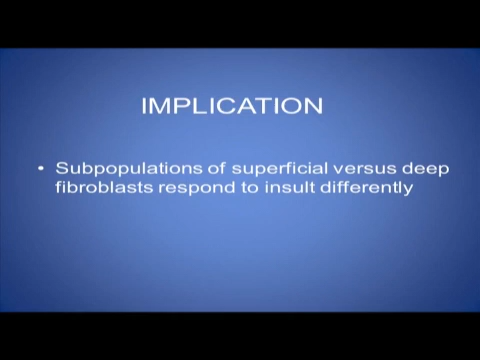 IMPLICATION
• Subpopulations of superficial versus deep
fibroblasts respond to insult differently